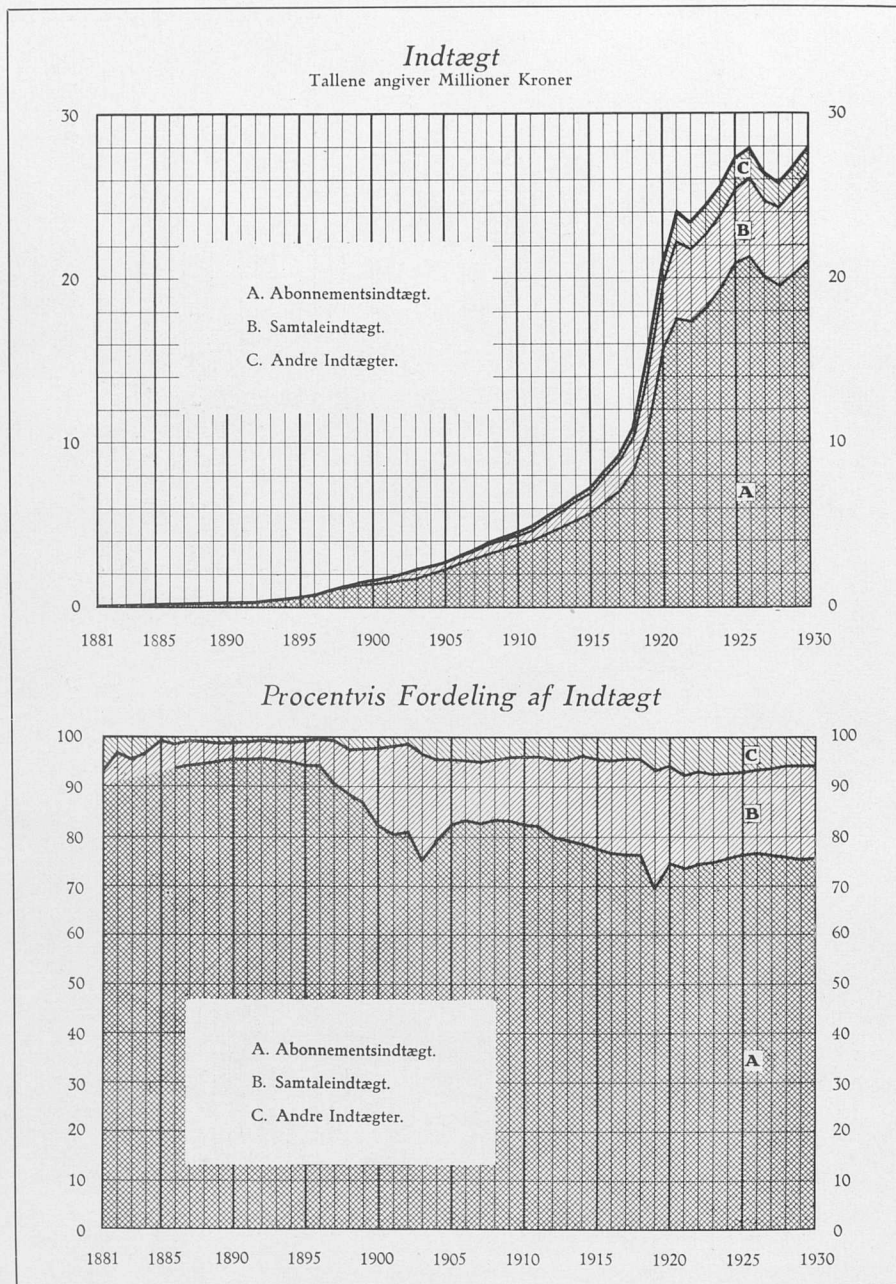 Indtægt
Tallene angiver Millioner Kroner
30 30
C
B
20 20
A. Abonnementsindtægt.
B. Samtaleindtægt.
C. Andre Indtægter.
10 10
A
0 0
1881 1885 1890 1895 1900 1905 1910 1915 1920 1925 1930
Procentvis Fordeling af Indtægt
100 100
C
90 90
B
80 80
70 70
60 60
50 50
40 40
A. Abonnementsindtægt.
A
30 30
B. Samtaleindtægt.
C. Andre Indtægter.
20 20
10 10
0 0
1881 1885 1890 1895 1900 1905 1910 1915 1920 1925 1930